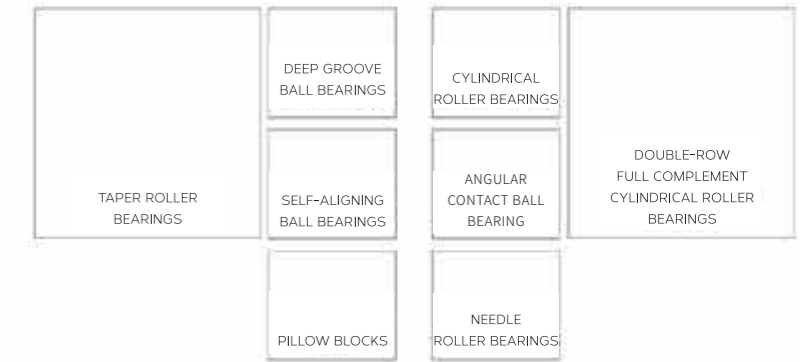 DEEP GROOVE
BALL BEARINGS
CYLINDRICAL
ROLLER BEARINGS
TAPER ROLLER
BEARINGS
SELF-ALIGNING
BALL BEARINGS
ANGULAR
CONTACT BALL
BEARING
DOUBLE-ROW
FULL COMPLEMENT
CYLINDRICAL ROLLER
BEARINGS
PILLOW BLOCKS
NEEDLE
ROLLER BEARINGS